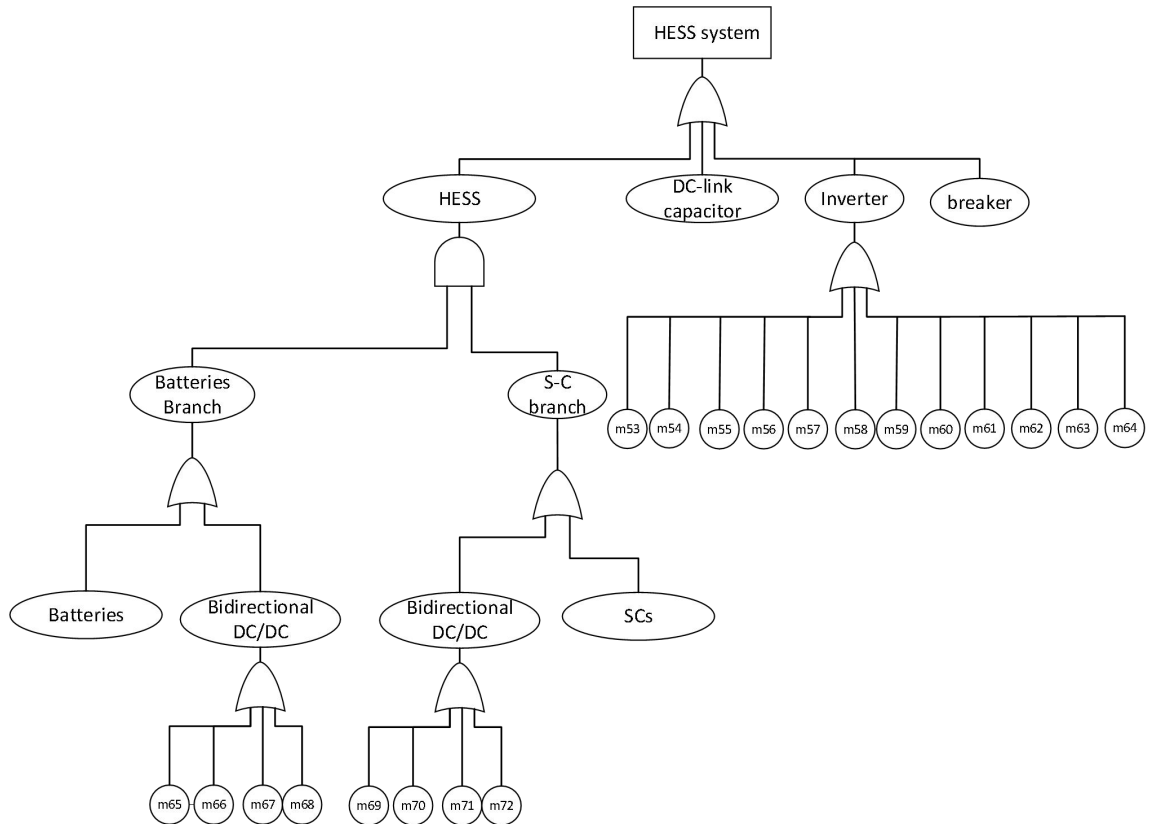 HESS system
HESS
DC-link
capacitor
Inverter
breaker
Batteries
Branch
S-C
branch
m53
m54
m55
m56
m57
m58
m59
m60
m61
m62
m63
m64
Batteries
Bidirectional
DC/DC
Bidirectional
DC/DC
SCs
m65
m66
m67
m68
m69
m70
m71
m72